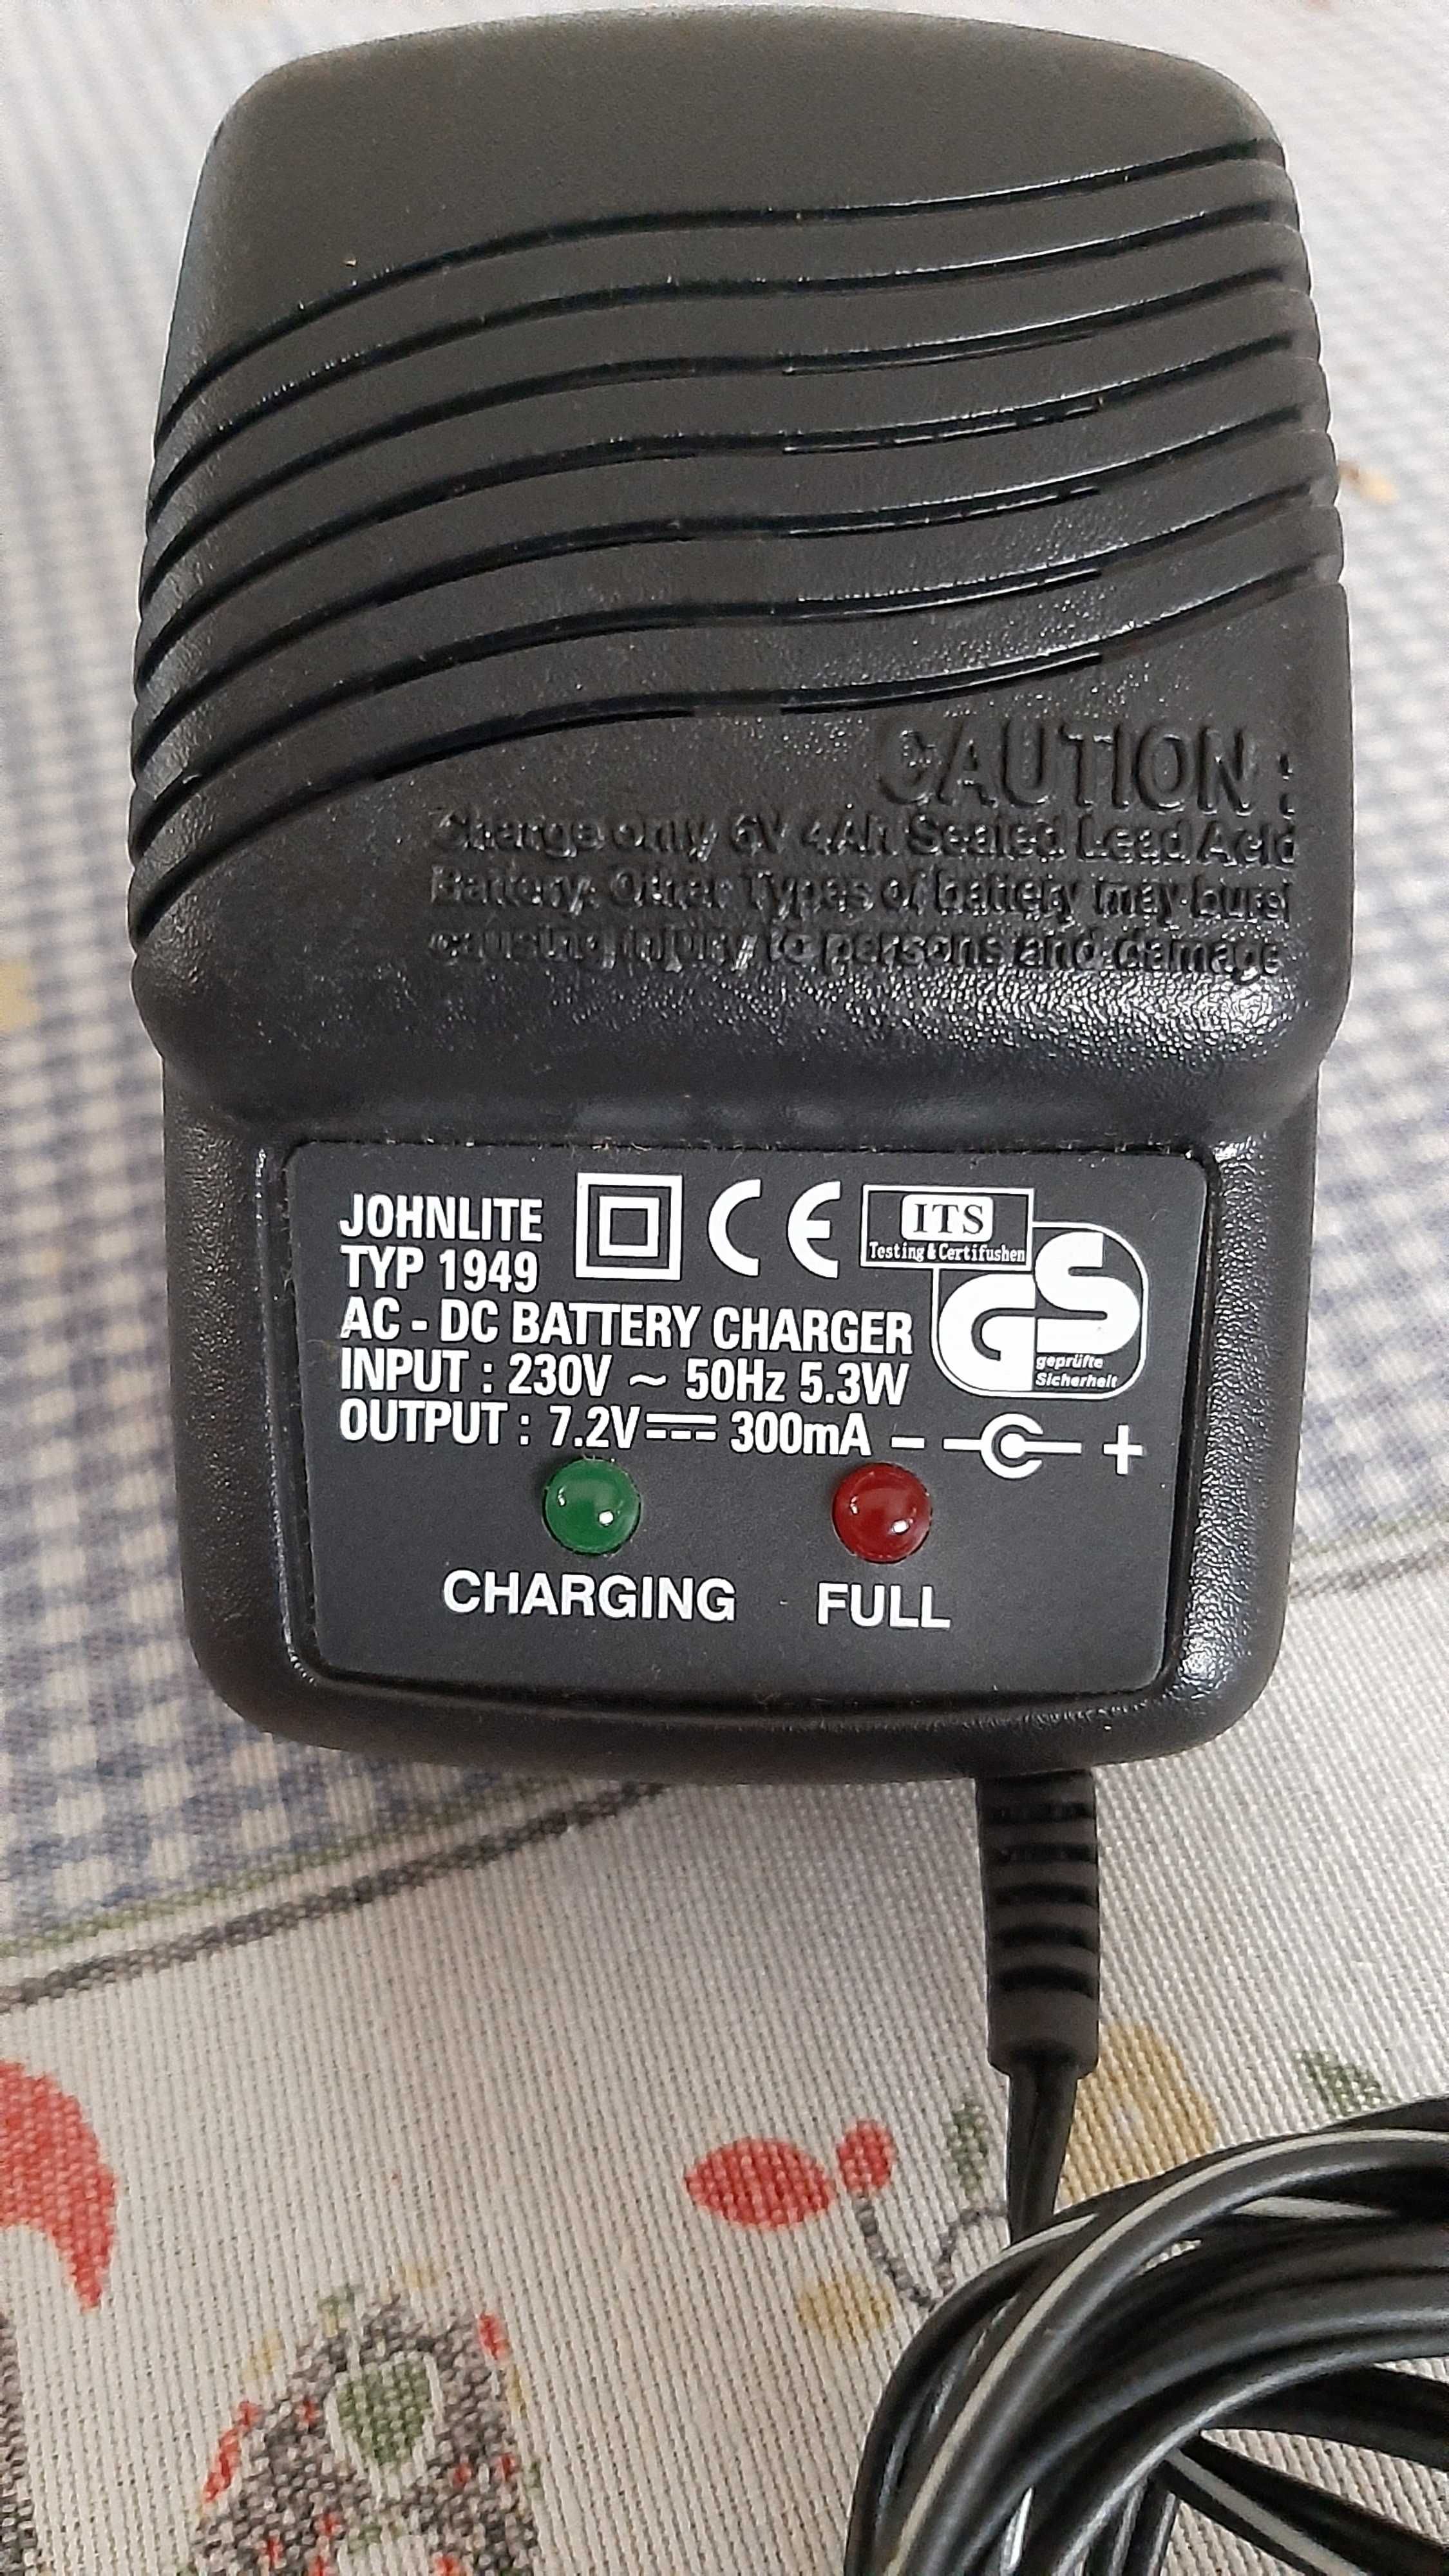 CAUTION :
Charge only 6V 4Ah Sealed Lead Acid
Battery. Other Types of battery may burst
causing injury to persons and damage
JOHNLITE
TYP 1949
CE
ITS
Testing & Certifushen
GS
geprüfte
Sicherheit
AC - DC BATTERY CHARGER
INPUT : 230V ~ 50Hz 5.3W
OUTPUT : 7.2V ⎓ 300mA - +
CHARGING FULL